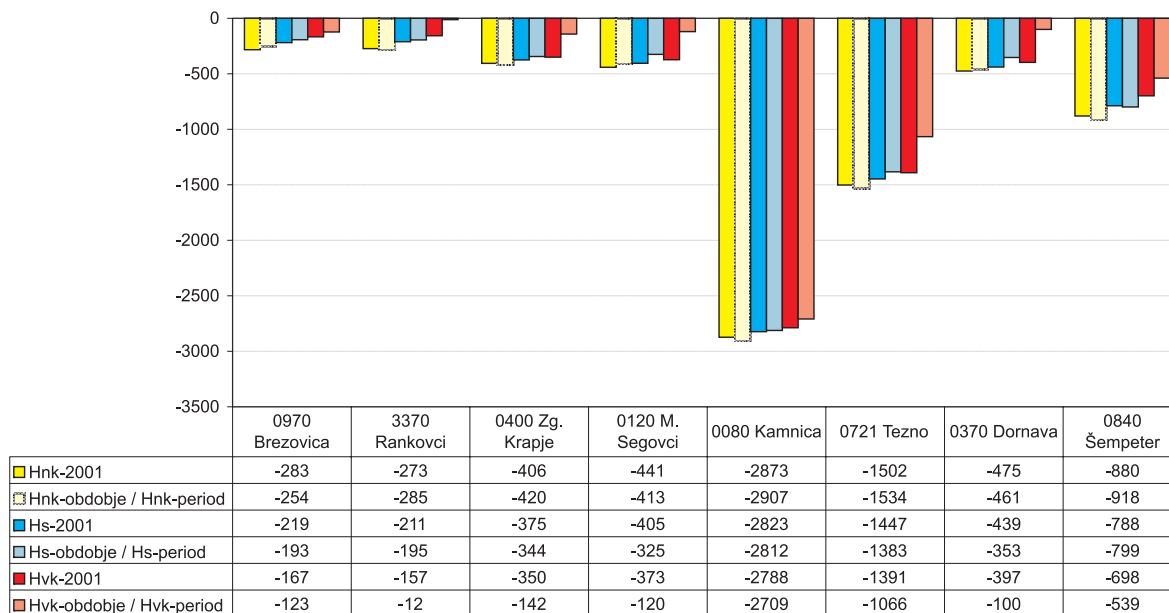 0
-500
-1000
-1500
-2000
-2500
-3000
-3500
0970 Brezovica 3370 Rankovci 0400 Zg. Krapje 0120 M. Segovci 0080 Kamnica 0721 Tezno 0370 Dornava 0840 Šempeter
Hnk-2001 -283 -273 -406 -441 -2873 -1502 -475 -880
Hnk-obdobje / Hnk-period -254 -285 -420 -413 -2907 -1534 -461 -918
Hs-2001 -219 -211 -375 -405 -2823 -1447 -439 -788
Hs-obdobje / Hs-period -193 -195 -344 -325 -2812 -1383 -353 -799
Hvk-2001 -167 -157 -350 -373 -2788 -1391 -397 -698
Hvk-obdobje / Hvk-period -123 -12 -142 -120 -2709 -1066 -100 -539